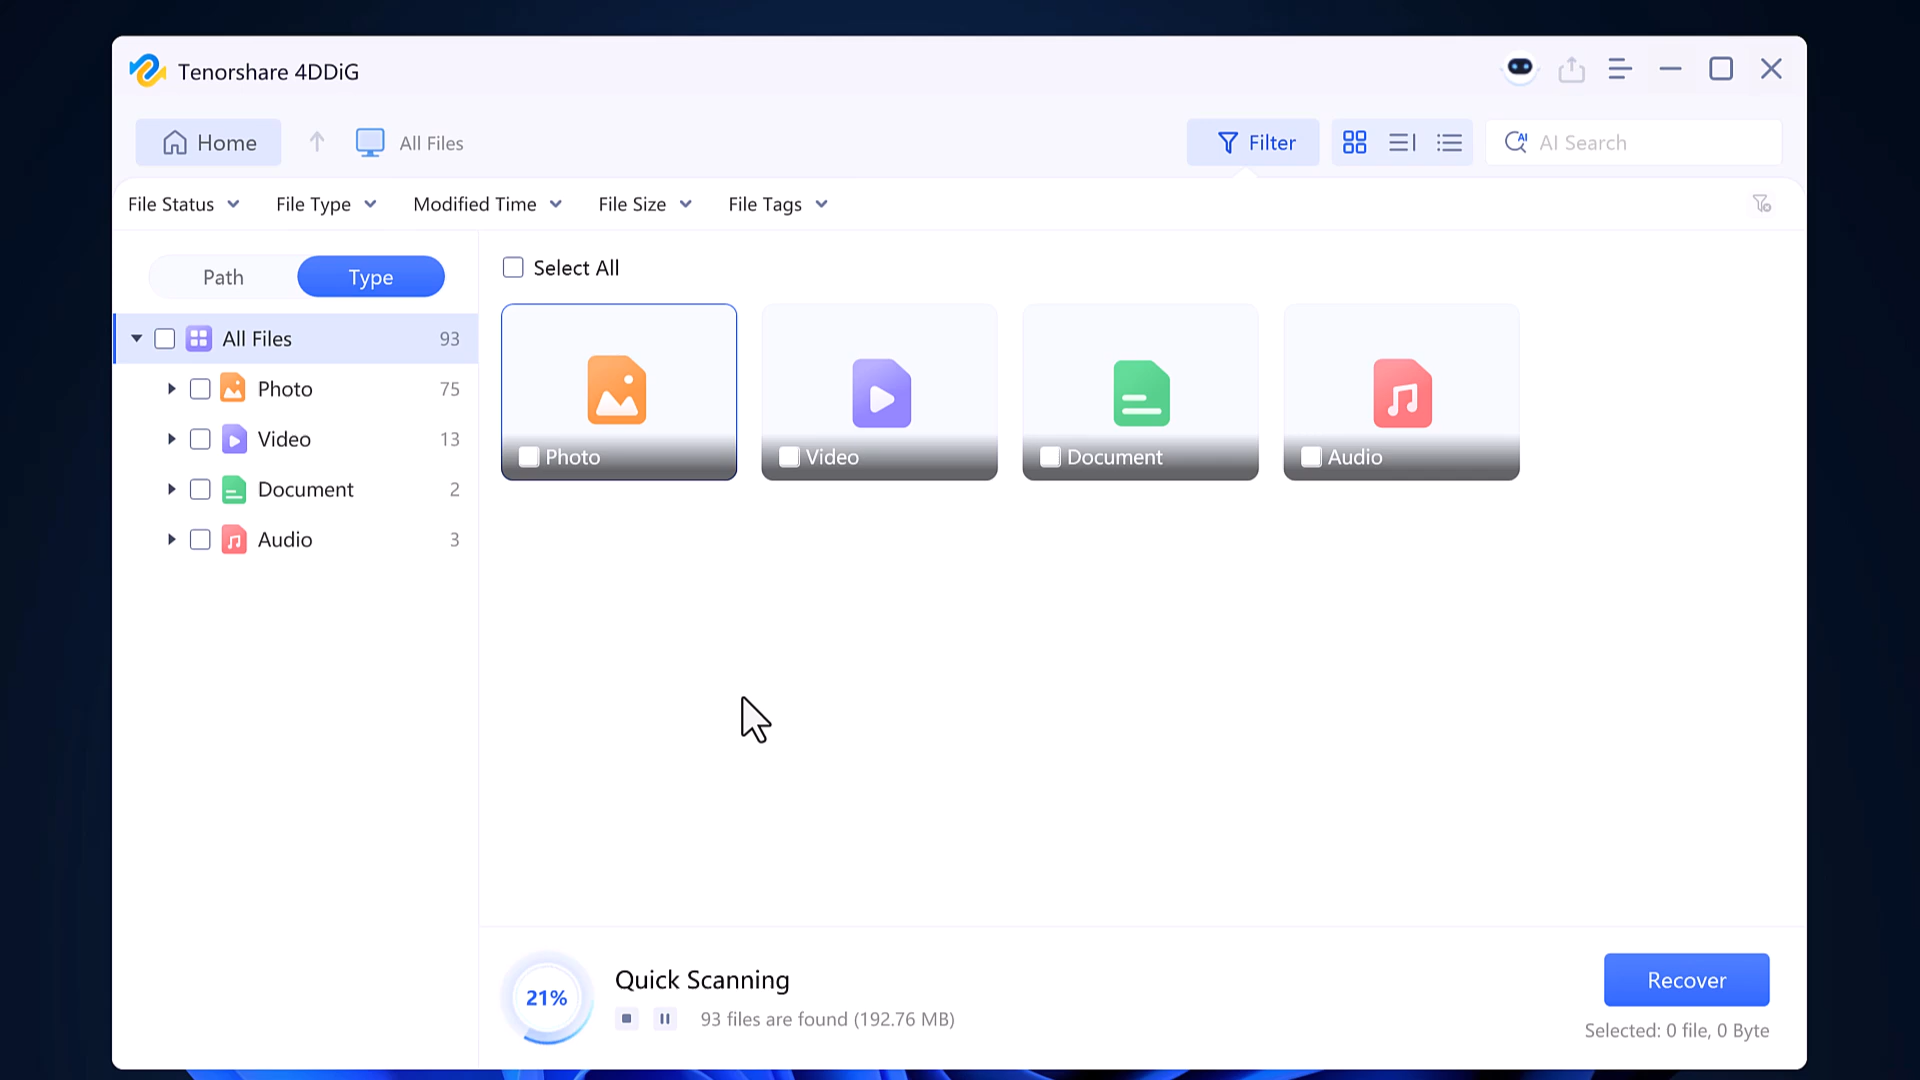 Tenorshare 4DDiG
Home
All Files
Filter
AI Search
File Status
File Type
Modified Time
File Size
File Tags
Path
Type
Select All
All Files 93
Photo 75
Video 13
Document 2
Audio 3
Photo
Video
Document
Audio
21%
Quick Scanning
93 files are found (192.76 MB)
Recover
Selected: 0 file, 0 Byte